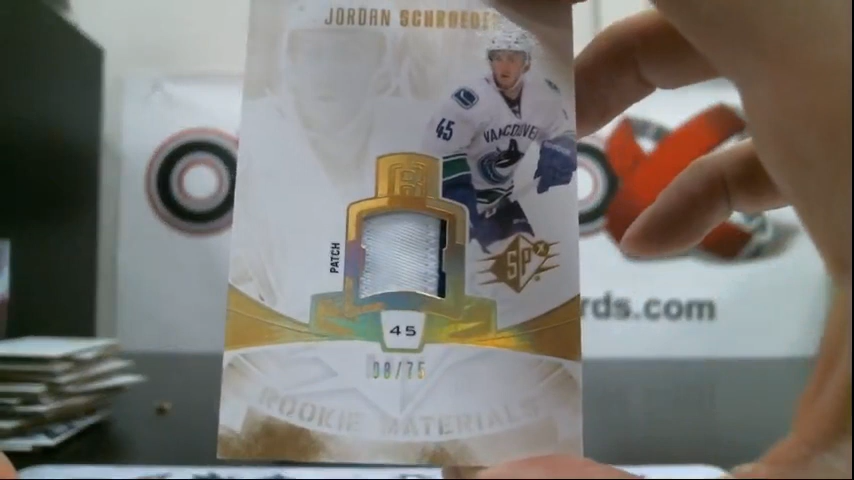 JORDAN SCHROEDER
45
VANCOUVER
PATCH
SPx
45
08/75
ROOKIE MATERIALS
rds.com